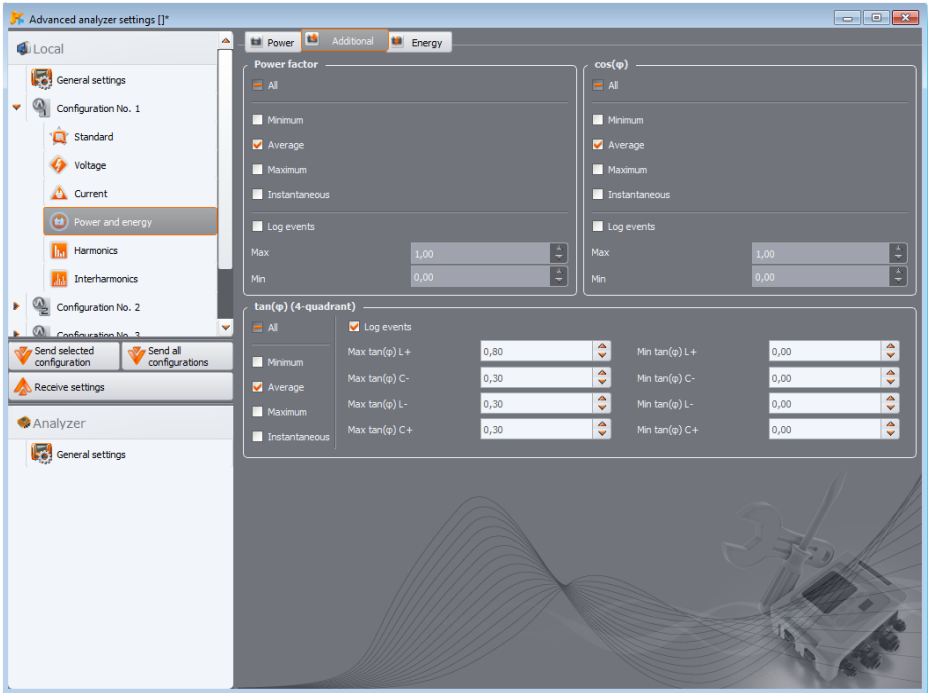 Advanced analyzer settings []*
Local
General settings
Configuration No. 1
Standard
Voltage
Current
Power and energy
Harmonics
Interharmonics
Configuration No. 2
Configuration No. 3
Send selected configuration
Send all configurations
Receive settings
Analyzer
General settings
Power Additional Energy
Power factor
All
Minimum
Average
Maximum
Instantaneous
Log events
Max 1,00
Min 0,00
cos(φ)
All
Minimum
Average
Maximum
Instantaneous
Log events
Max 1,00
Min 0,00
tan(φ) (4-quadrant)
All
Minimum
Average
Maximum
Instantaneous
Log events
Max tan(φ) L+ 0,80 Min tan(φ) L+ 0,00
Max tan(φ) C- 0,30 Min tan(φ) C- 0,00
Max tan(φ) L- 0,30 Min tan(φ) L- 0,00
Max tan(φ) C+ 0,30 Min tan(φ) C+ 0,00